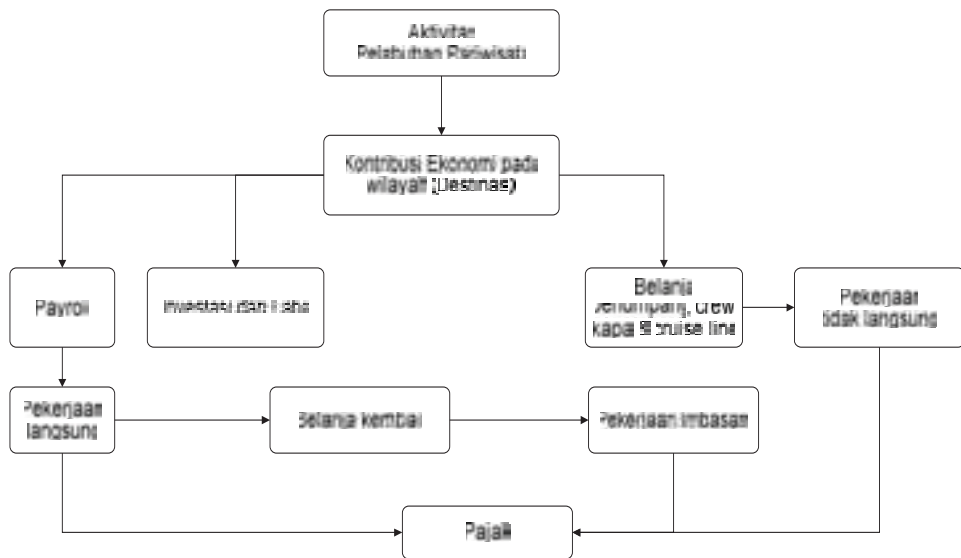 Aktivitas
Pelabuhan Pariwisata
Kontribusi Ekonomi pada
wilayah (Destinasi)
Payroll
Investasi dan
Belanja
penumpang, crew
kapal cruise line
Pekerjaan
tidak langsung
Pekerjaan
langsung
Belanja kembali
Pekerjaan Imbasan
Pajak